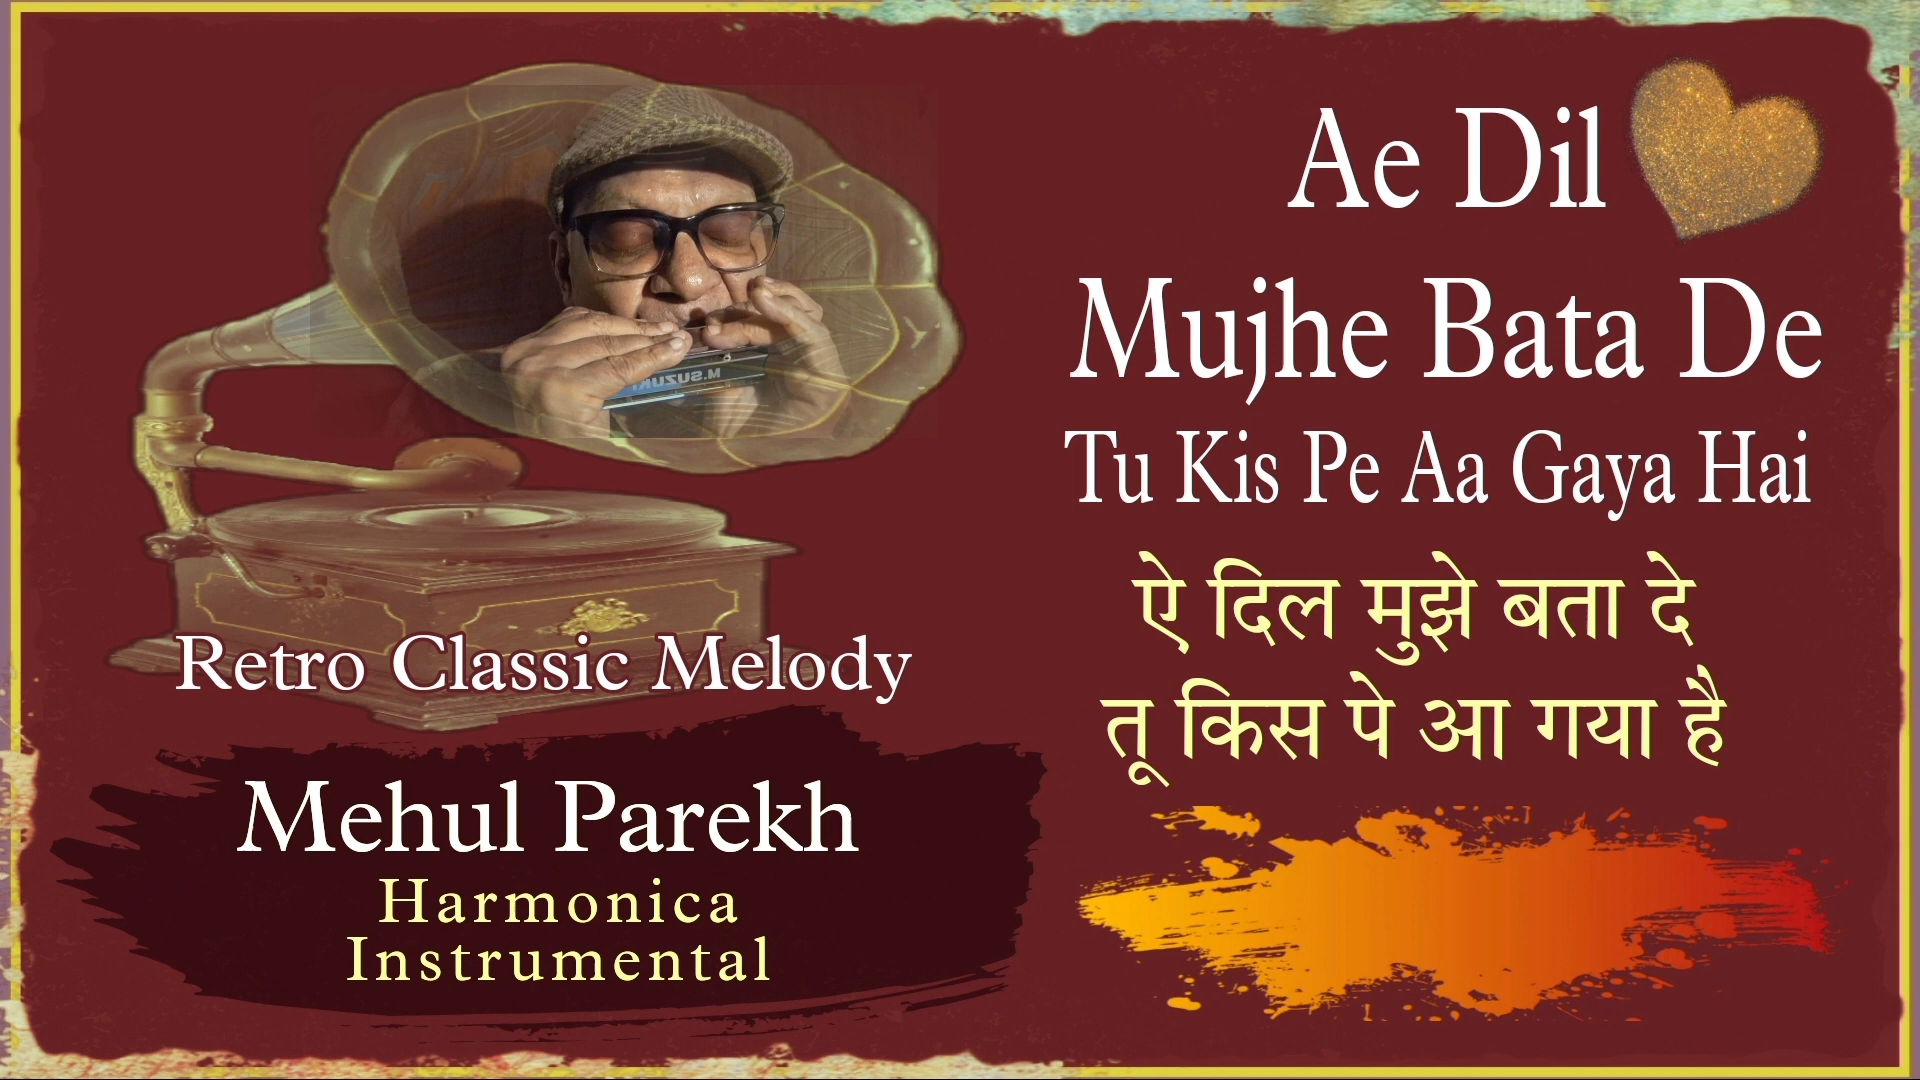 Ae Dil
Mujhe Bata De
Tu Kis Pe Aa Gaya Hai
ऐ दिल मुझे बता दे
तू किस पे आ गया है
M.SUZUKI
Retro Classic Melody
Mehul Parekh
Harmonica
Instrumental